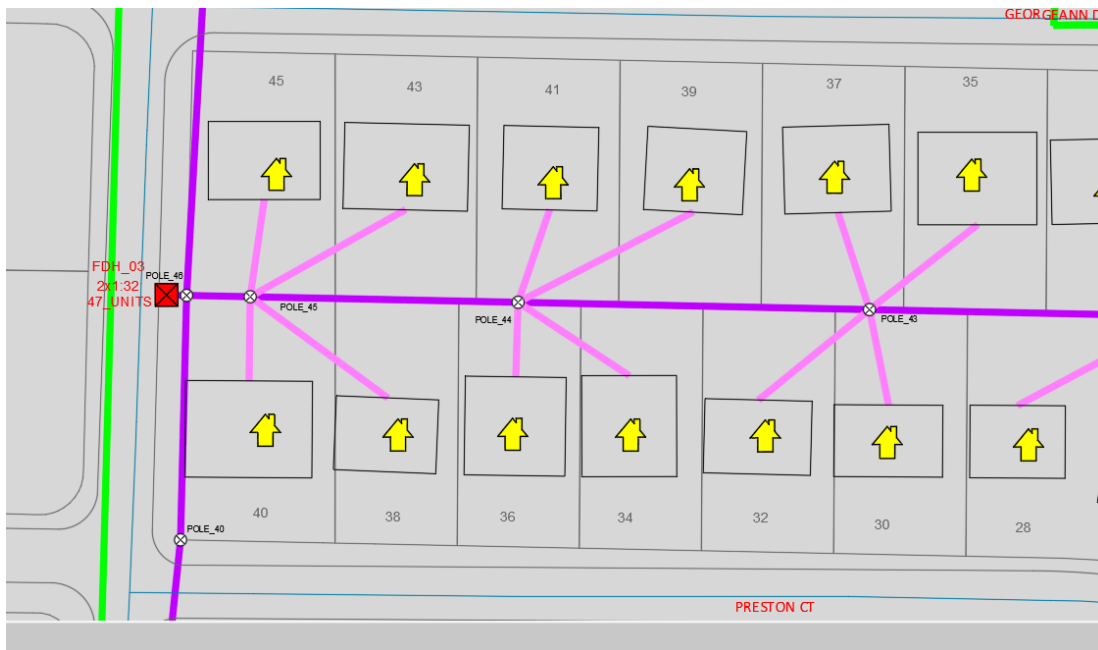 GEORGEANN D
45
43
41
39
37
35
FDH_03
POLE_46
2x1:32
47_UNITS
POLE_45
POLE_44
POLE_43
40
38
36
34
32
30
28
POLE_40
PRESTON CT